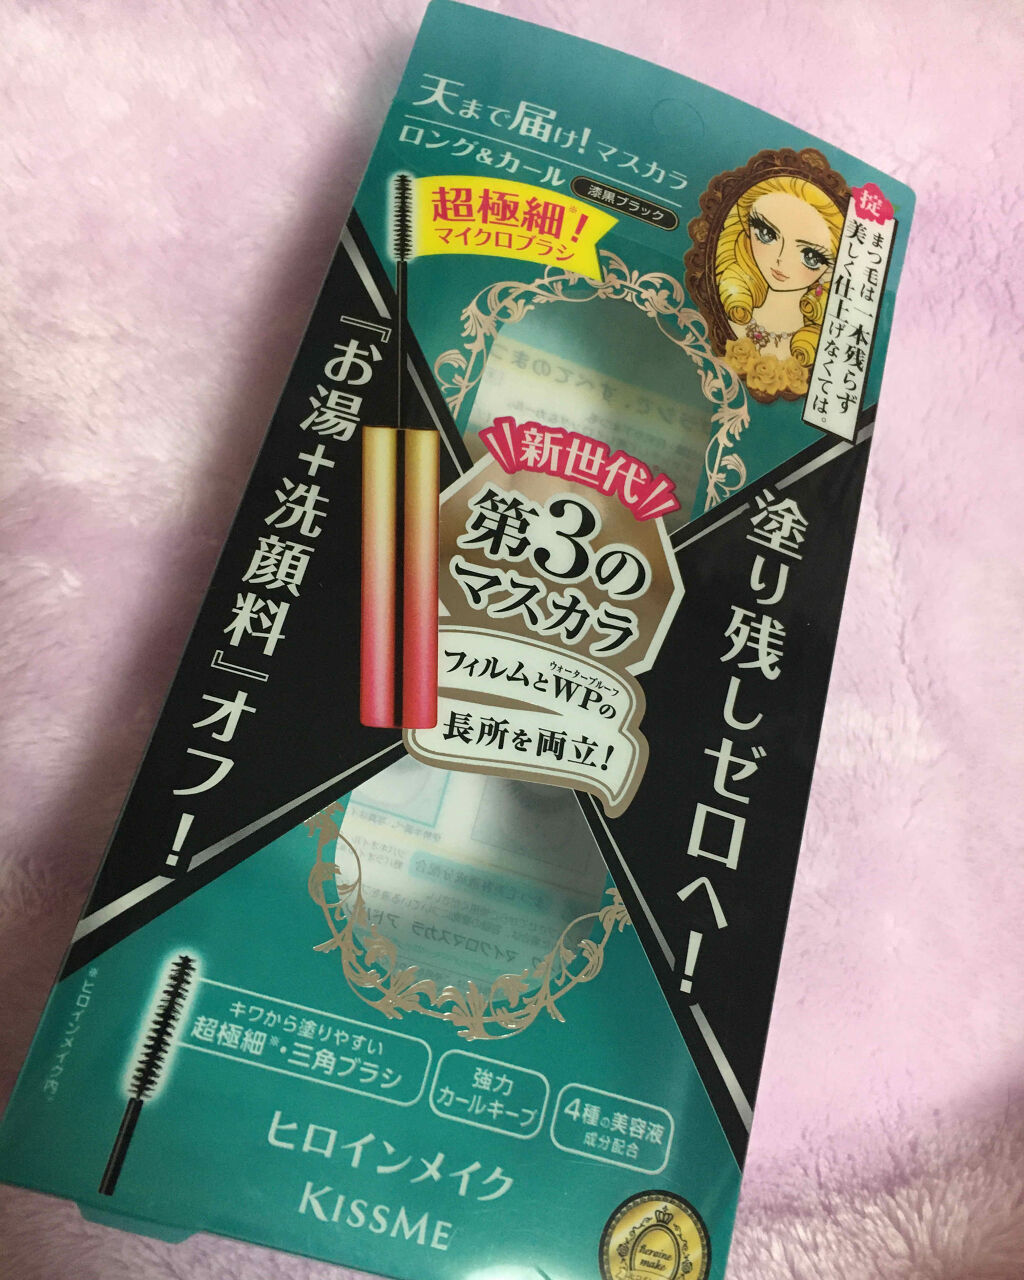 天まで届け!マスカラ
ロング&カール
漆黒ブラック
超極細※!
マイクロブラシ
掟
まつ毛は一本残らず
美しく仕上げなくては。
『お湯+洗顔料』オフ!
新世代
第3の
マスカラ
フィルムとWPの
ウォータープルーフ
長所を両立!
塗り残しゼロへ!
※ヒロインメイク内
キワから塗りやすい
超極細※・三角ブラシ
強力
カールキープ
4種の美容液
成分配合
ヒロインメイク
KISSME
heroine
make